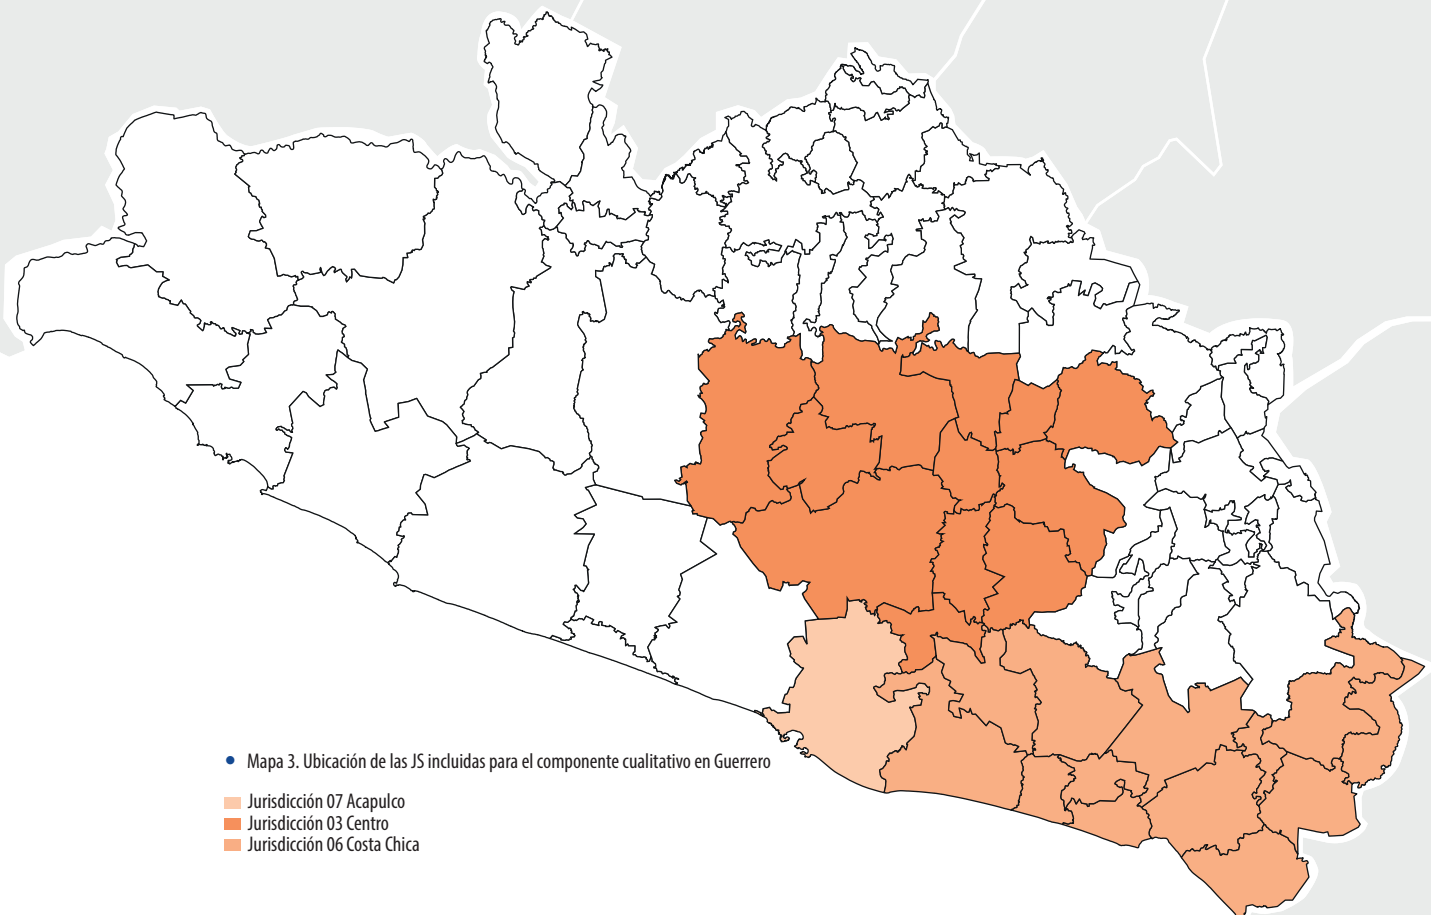 Mapa 3. Ubicación de las JS incluidas para el componente cualitativo en Guerrero
Jurisdicción 07 Acapulco
Jurisdicción 03 Centro
Jurisdicción 06 Costa Chica